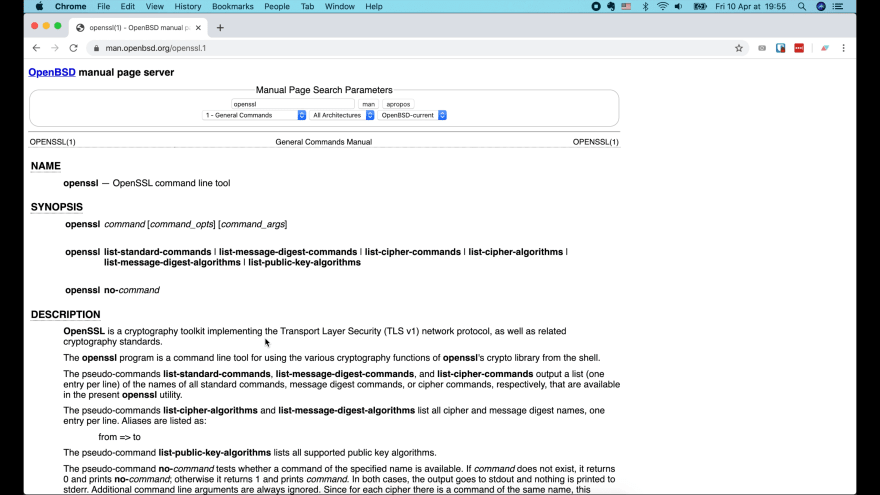 Chrome File Edit View History Bookmarks People Tab Window Help Fri 10 Apr at 19:55
openssl(1) - OpenBSD manual p
man.openbsd.org/openssl.1
OpenBSD manual page server
Manual Page Search Parameters
openssl man apropos
1 - General Commands All Architectures OpenBSD-current
OPENSSL(1) General Commands Manual OPENSSL(1)
NAME
openssl — OpenSSL command line tool
SYNOPSIS
openssl command [command_opts] [command_args]
openssl list-standard-commands | list-message-digest-commands | list-cipher-commands | list-cipher-algorithms |
list-message-digest-algorithms | list-public-key-algorithms
openssl no-command
DESCRIPTION
OpenSSL is a cryptography toolkit implementing the Transport Layer Security (TLS v1) network protocol, as well as related
cryptography standards.
The openssl program is a command line tool for using the various cryptography functions of openssl's crypto library from the shell.
The pseudo-commands list-standard-commands, list-message-digest-commands, and list-cipher-commands output a list (one
entry per line) of the names of all standard commands, message digest commands, or cipher commands, respectively, that are available
in the present openssl utility.
The pseudo-commands list-cipher-algorithms and list-message-digest-algorithms list all cipher and message digest names, one
entry per line. Aliases are listed as:
from => to
The pseudo-command list-public-key-algorithms lists all supported public key algorithms.
The pseudo-command no-command tests whether a command of the specified name is available. If command does not exist, it returns
0 and prints no-command; otherwise it returns 1 and prints command. In both cases, the output goes to stdout and nothing is printed to
stderr. Additional command line arguments are always ignored. Since for each cipher there is a command of the same name, this